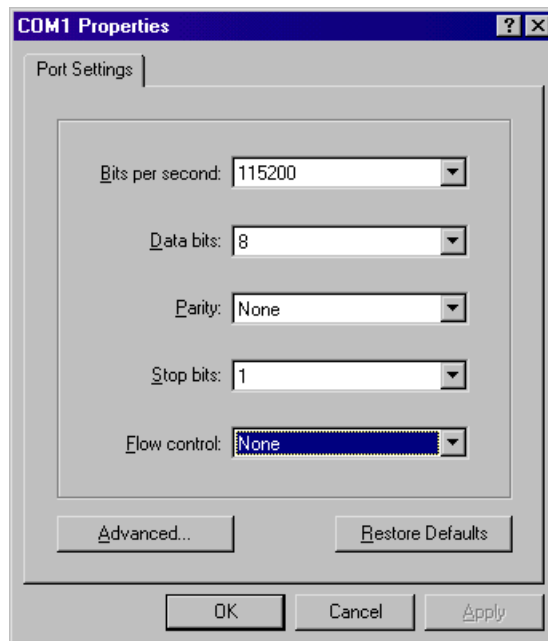 COM1 Properties
Port Settings
Bits per second: 115200
Data bits: 8
Parity: None
Stop bits: 1
Flow control: None
Advanced... Restore Defaults
OK Cancel Apply